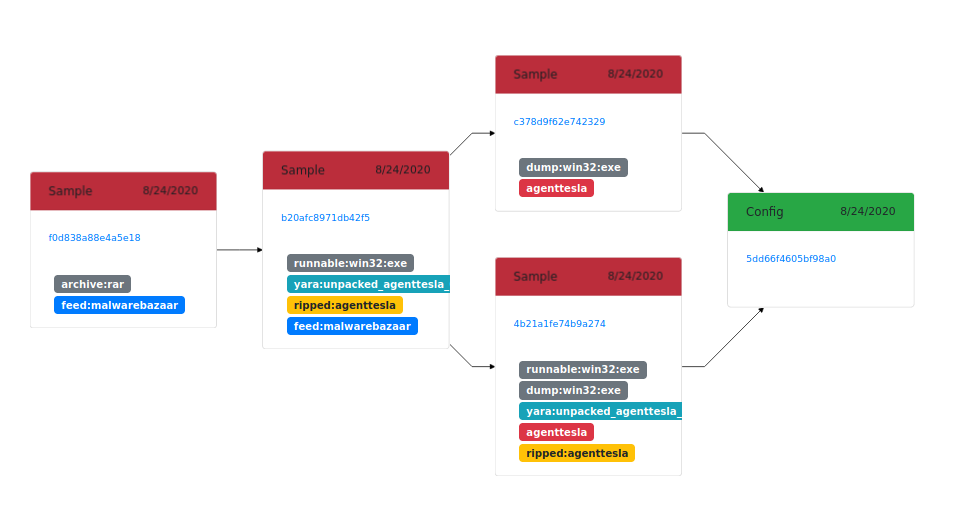 Sample 8/24/2020
f0d838a88e4a5e18
archive:rar
feed:malwarebazaar
Sample 8/24/2020
b20afc8971db42f5
runnable:win32:exe
yara:unpacked_agenttesla_
ripped:agenttesla
feed:malwarebazaar
Sample 8/24/2020
c378d9f62e742329
dump:win32:exe
agenttesla
Sample 8/24/2020
4b21a1fe74b9a274
runnable:win32:exe
dump:win32:exe
yara:unpacked_agenttesla_
agenttesla
ripped:agenttesla
Config 8/24/2020
5dd66f4605bf98a0